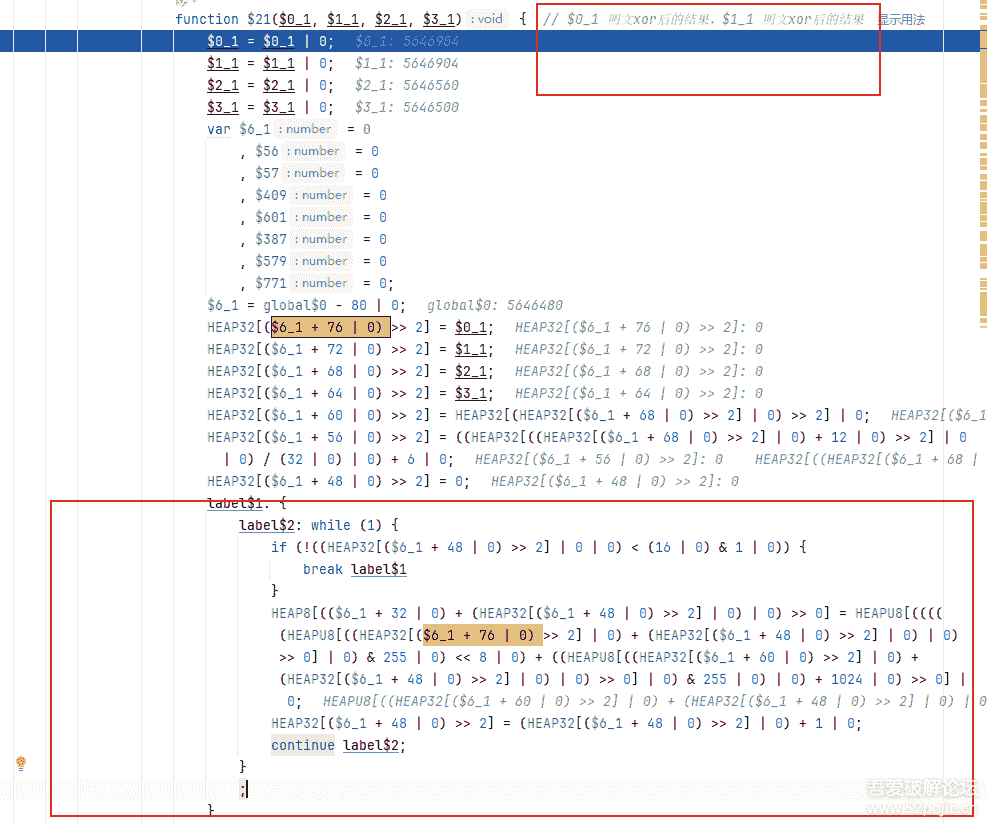 function $21($0_1, $1_1, $2_1, $3_1) :void { // $0_1 明文xor后的结果. $1_1 明文xor后的结果 显示用法
$0_1 = $0_1 | 0; $0_1: 5646904
$1_1 = $1_1 | 0; $1_1: 5646904
$2_1 = $2_1 | 0; $2_1: 5646560
$3_1 = $3_1 | 0; $3_1: 5646500
var $6_1 :number = 0
, $56 :number = 0
, $57 :number = 0
, $409 :number = 0
, $601 :number = 0
, $387 :number = 0
, $579 :number = 0
, $771 :number = 0;
$6_1 = global$0 - 80 | 0; global$0: 5646480
HEAP32[($6_1 + 76 | 0) >> 2] = $0_1; HEAP32[($6_1 + 76 | 0) >> 2]: 0
HEAP32[($6_1 + 72 | 0) >> 2] = $1_1; HEAP32[($6_1 + 72 | 0) >> 2]: 0
HEAP32[($6_1 + 68 | 0) >> 2] = $2_1; HEAP32[($6_1 + 68 | 0) >> 2]: 0
HEAP32[($6_1 + 64 | 0) >> 2] = $3_1; HEAP32[($6_1 + 64 | 0) >> 2]: 0
HEAP32[($6_1 + 60 | 0) >> 2] = HEAP32[(HEAP32[($6_1 + 68 | 0) >> 2] | 0) >> 2] | 0; HEAP32[($6_1
HEAP32[($6_1 + 56 | 0) >> 2] = ((HEAP32[((HEAP32[($6_1 + 68 | 0) >> 2] | 0) + 12 | 0) >> 2] | 0
| 0) / (32 | 0) | 0) + 6 | 0; HEAP32[($6_1 + 56 | 0) >> 2]: 0 HEAP32[((HEAP32[($6_1 + 68 |
HEAP32[($6_1 + 48 | 0) >> 2] = 0; HEAP32[($6_1 + 48 | 0) >> 2]: 0
label$1: {
label$2: while (1) {
if (!((HEAP32[($6_1 + 48 | 0) >> 2] | 0 | 0) < (16 | 0) & 1 | 0)) {
break label$1
}
HEAP8[(($6_1 + 32 | 0) + (HEAP32[($6_1 + 48 | 0) >> 2] | 0) | 0) >> 0] = HEAPU8[((((
(HEAPU8[((HEAP32[($6_1 + 76 | 0) >> 2] | 0) + (HEAP32[($6_1 + 48 | 0) >> 2] | 0) | 0)
>> 0] | 0) & 255 | 0) << 8 | 0) + ((HEAPU8[((HEAP32[($6_1 + 60 | 0) >> 2] | 0) +
(HEAP32[($6_1 + 48 | 0) >> 2] | 0) | 0) >> 0] | 0) & 255 | 0) | 0) + 1024 | 0) >> 0] |
0; HEAPU8[((HEAP32[($6_1 + 60 | 0) >> 2] | 0) + (HEAP32[($6_1 + 48 | 0) >> 2] | 0) | 0
HEAP32[($6_1 + 48 | 0) >> 2] = (HEAP32[($6_1 + 48 | 0) >> 2] | 0) + 1 | 0;
continue label$2;
}
;
}
吾爱破解论坛
www.52pojie.cn